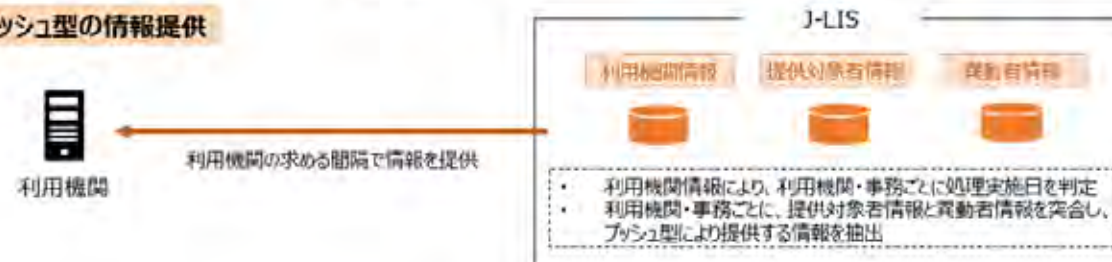 ッシュ型の情報提供
J-LIS
利用機関情報
提供対象者情報
異動者情報
利用機関の求める間隔で情報を提供
利用機関
・ 利用機関情報により、利用機関・事務ごとに処理実施日を判定
・ 利用機関・事務ごとに、提供対象者情報と異動者情報を突合し、
プッシュ型により提供する情報を抽出